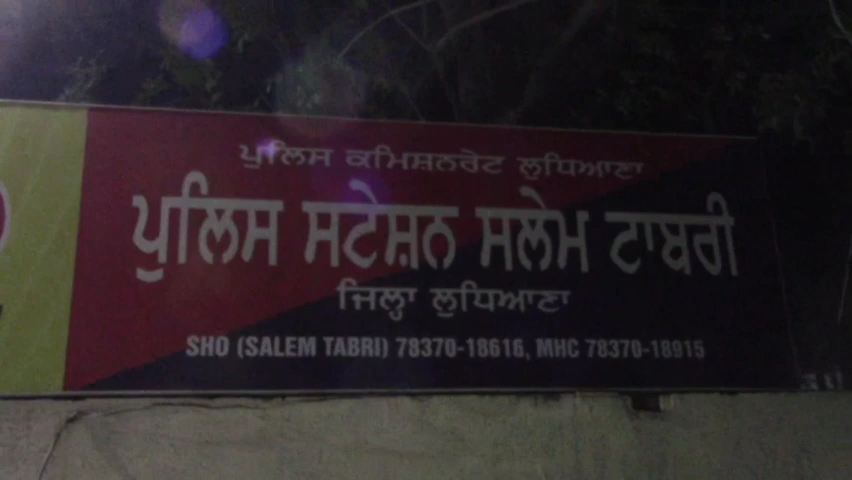 ਪੁਲਿਸ ਕਮਿਸ਼ਨਰੇਟ ਲੁਧਿਆਣਾ
ਪੁਲਿਸ ਸਟੇਸ਼ਨ ਸਲੇਮ ਟਾਬਰੀ
ਜਿਲ੍ਹਾ ਲੁਧਿਆਣਾ
SHO (SALEM TABRI) 78370-18616, MHC 78370-18915